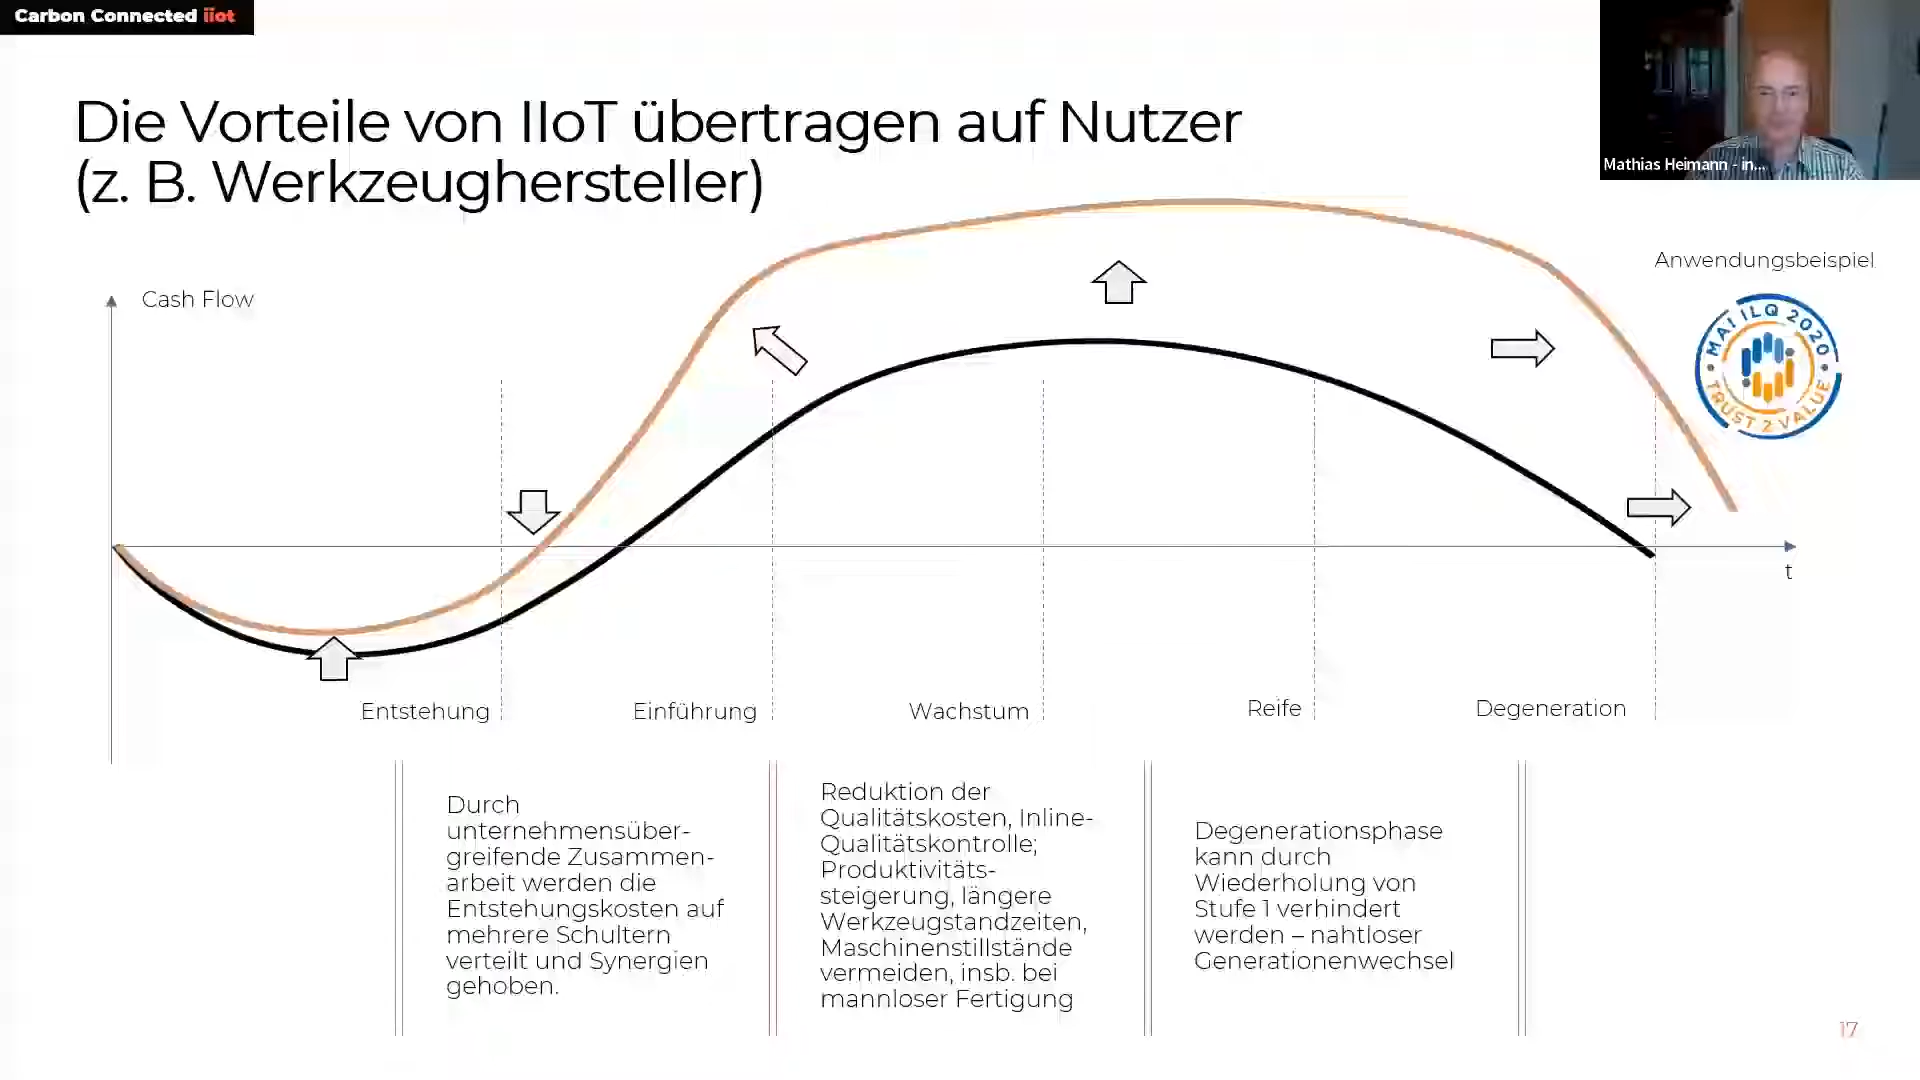 Carbon Connected iiot
Mathias Heimann - in...
Die Vorteile von IIoT übertragen auf Nutzer
(z. B. Werkzeughersteller)
Anwendungsbeispiel
MAI ILQ 2020
TRUST 2 VALUE
Cash Flow
t
Entstehung
Einführung
Wachstum
Reife
Degeneration
Durch
unternehmensüber-
greifende Zusammen-
arbeit werden die
Entstehungskosten auf
mehrere Schultern
verteilt und Synergien
gehoben.
Reduktion der
Qualitätskosten, Inline-
Qualitätskontrolle;
Produktivitäts-
steigerung, längere
Werkzeugstandzeiten,
Maschinenstillstände
vermeiden, insb. bei
mannloser Fertigung
Degenerationsphase
kann durch
Wiederholung von
Stufe 1 verhindert
werden – nahtloser
Generationenwechsel
17